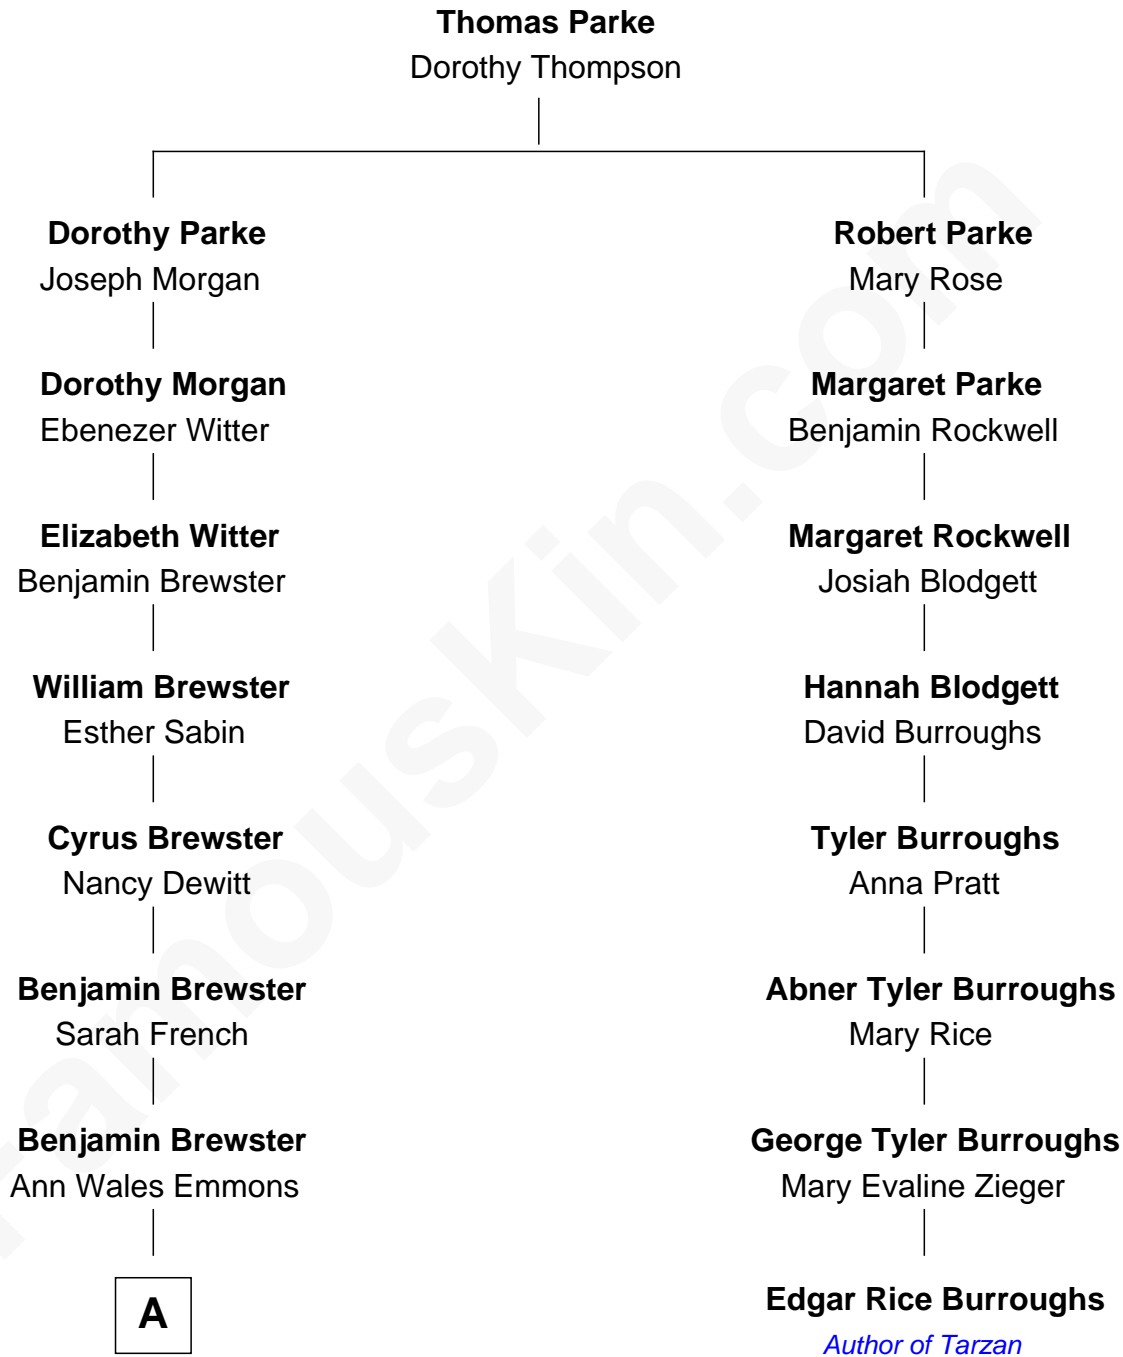 Thomas Parke
Dorothy Thompson
Dorothy Parke
Joseph Morgan
Dorothy Morgan
Ebenezer Witter
Elizabeth Witter
Benjamin Brewster
William Brewster
Esther Sabin
Cyrus Brewster
Nancy Dewitt
Benjamin Brewster
Sarah French
Benjamin Brewster
Ann Wales Emmons
A
Robert Parke
Mary Rose
Margaret Parke
Benjamin Rockwell
Margaret Rockwell
Josiah Blodgett
Hannah Blodgett
David Burroughs
Tyler Burroughs
Anna Pratt
Abner Tyler Burroughs
Mary Rice
George Tyler Burroughs
Mary Evaline Zieger
Edgar Rice Burroughs
Author of Tarzan
FamousKin.com